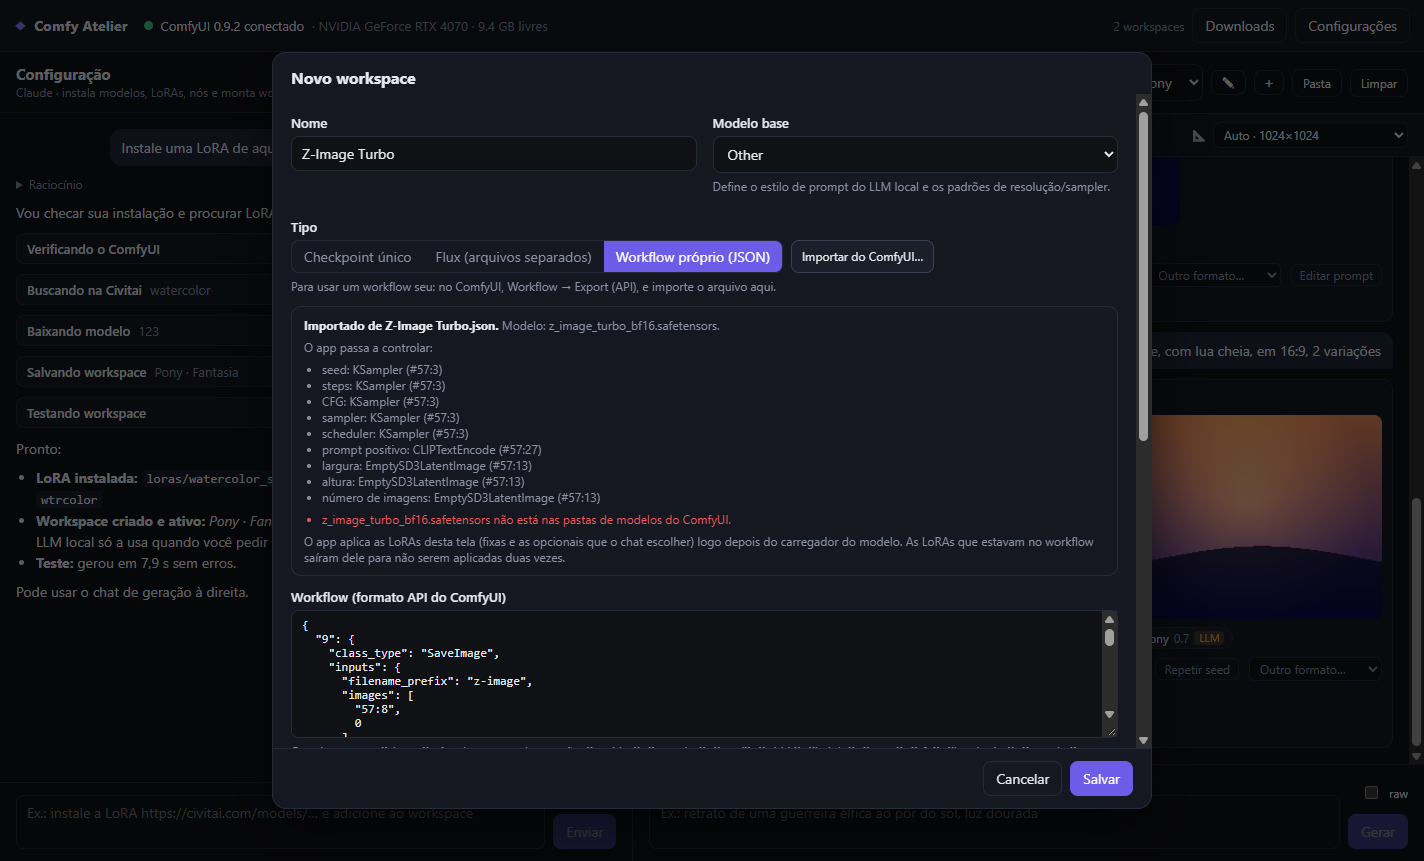 Comfy Atelier
ComfyUI 0.9.2 conectado · NVIDIA GeForce RTX 4070 · 9.4 GB livres
2 workspaces
Downloads
Configurações
Configuração
Claude · instala modelos, LoRAs, nós e monta
ony
+
Pasta
Limpar
Auto · 1024×1024
Instale uma LoRA de
Raciocínio
Vou checar sua instalação e procurar
Verificando o ComfyUI
Buscando na Civitai watercolor
Baixando modelo 123
Salvando workspace Pony · Fantasia
Testando workspace
Pronto:
LoRA instalada: loras/watercolor_s
wtrcolor
Workspace criado e ativo: Pony · Fan
LLM local só a usa quando você pedir
Teste: gerou em 7,9 s sem erros.
Pode usar o chat de geração à direita.
Novo workspace
Nome
Z-Image Turbo
Modelo base
Other
Define o estilo de prompt do LLM local e os padrões de resolução/sampler.
Tipo
Checkpoint único
Flux (arquivos separados)
Workflow próprio (JSON)
Importar do ComfyUI...
Para usar um workflow seu: no ComfyUI, Workflow → Export (API), e importe o arquivo aqui.
Importado de Z-Image Turbo.json. Modelo: z_image_turbo_bf16.safetensors.
O app passa a controlar:
seed: KSampler (#57:3)
steps: KSampler (#57:3)
CFG: KSampler (#57:3)
sampler: KSampler (#57:3)
scheduler: KSampler (#57:3)
prompt positivo: CLIPTextEncode (#57:27)
largura: EmptySD3LatentImage (#57:13)
altura: EmptySD3LatentImage (#57:13)
número de imagens: EmptySD3LatentImage (#57:13)
z_image_turbo_bf16.safetensors não está nas pastas de modelos do ComfyUI.
O app aplica as LoRAs desta tela (fixas e as opcionais que o chat escolher) logo depois do carregador do modelo. As LoRAs que estavam no workflow
saíram dele para não serem aplicadas duas vezes.
Workflow (formato API do ComfyUI)
{
"9": {
"class_type": "SaveImage",
"inputs": {
"filename_prefix": "z-image",
"images": [
"57:8",
0
Cancelar
Salvar
Outro formato...
Editar prompt
e, com lua cheia, em 16:9, 2 variações
ony 0.7 LLM
Repetir seed
Outro formato...
Ex.: instale a LoRA https://civitai.com/models/... e adicione ao workspace
Enviar
Ex.: retrato de uma guerreira élfica ao pôr do sol, luz dourada
raw
Gerar